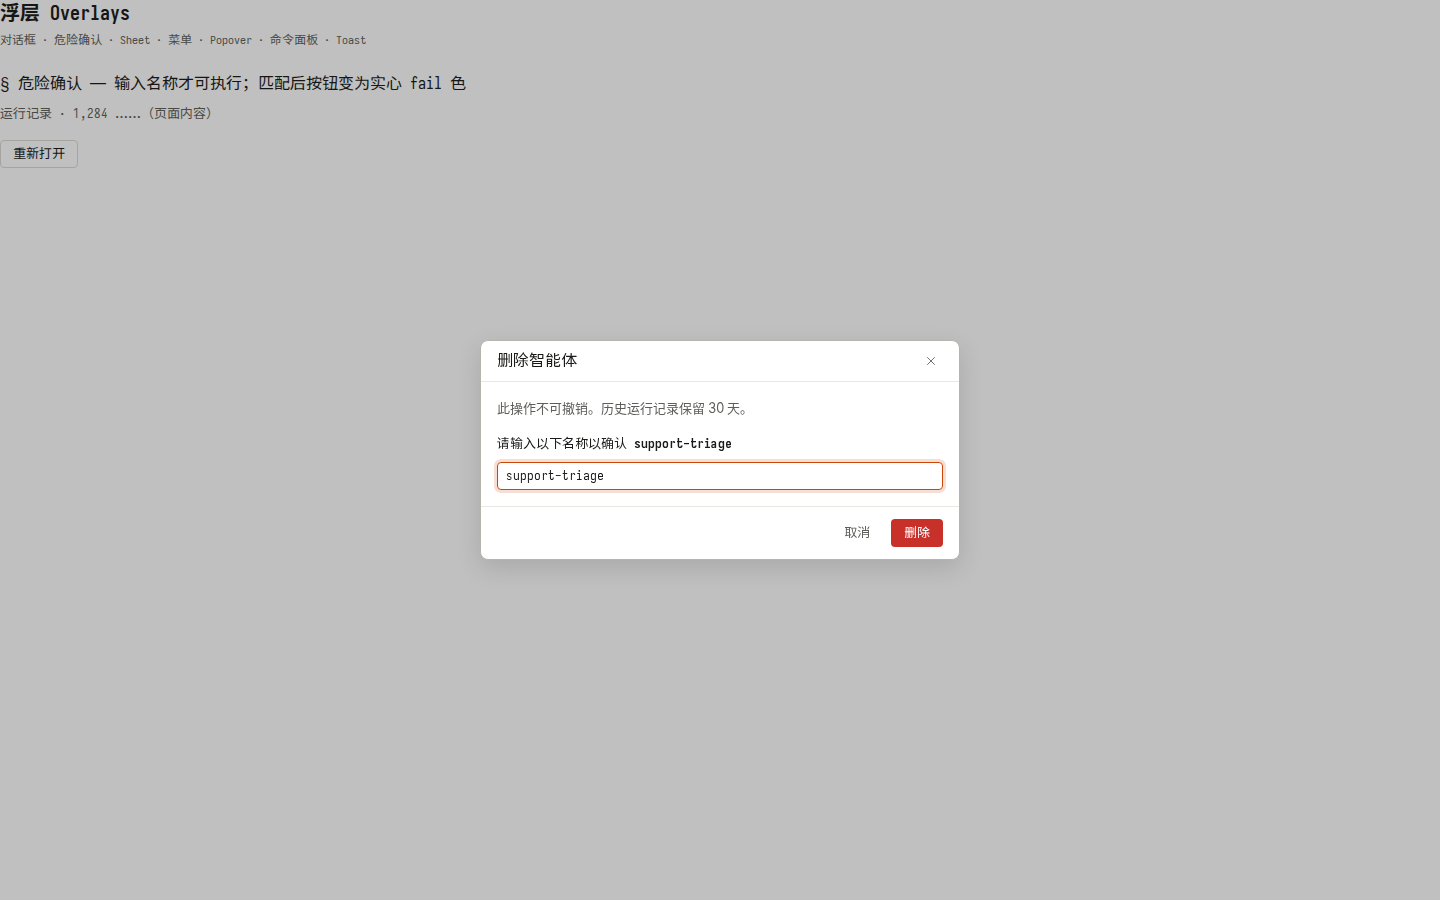 浮层 Overlays
对话框 · 危险确认 · Sheet · 菜单 · Popover · 命令面板 · Toast
§ 危险确认 — 输入名称才可执行；匹配后按钮变为实心 fail 色
运行记录 · 1,284 ……（页面内容）
重新打开
删除智能体
此操作不可撤销。历史运行记录保留 30 天。
请输入以下名称以确认 support-triage
support-triage
取消 删除